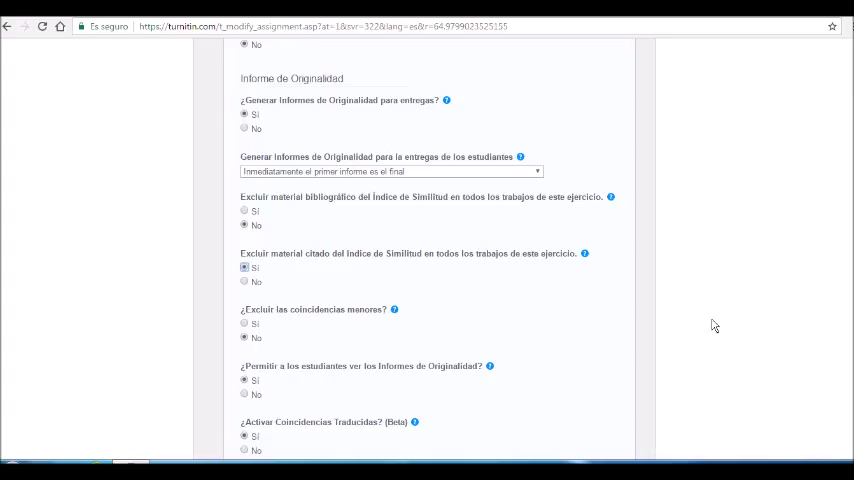 Es seguro
https://turnitin.com/t_modify_assignment.asp?at=1&svr=322&lang=es&r=64.9799023525155
No
Informe de Originalidad
¿Generar Informes de Originalidad para entregas? ?
Sí
No
Generar Informes de Originalidad para la entregas de los estudiantes ?
Inmediatamente el primer informe es el final
Excluir material bibliográfico del Índice de Similitud en todos los trabajos de este ejercicio. ?
Sí
No
Excluir material citado del Indice de Similitud en todos los trabajos de este ejercicio. ?
Sí
No
¿Excluir las coincidencias menores? ?
Sí
No
¿Permitir a los estudiantes ver los Informes de Originalidad? ?
Sí
No
¿Activar Coincidencias Traducidas? (Beta) ?
Sí
No